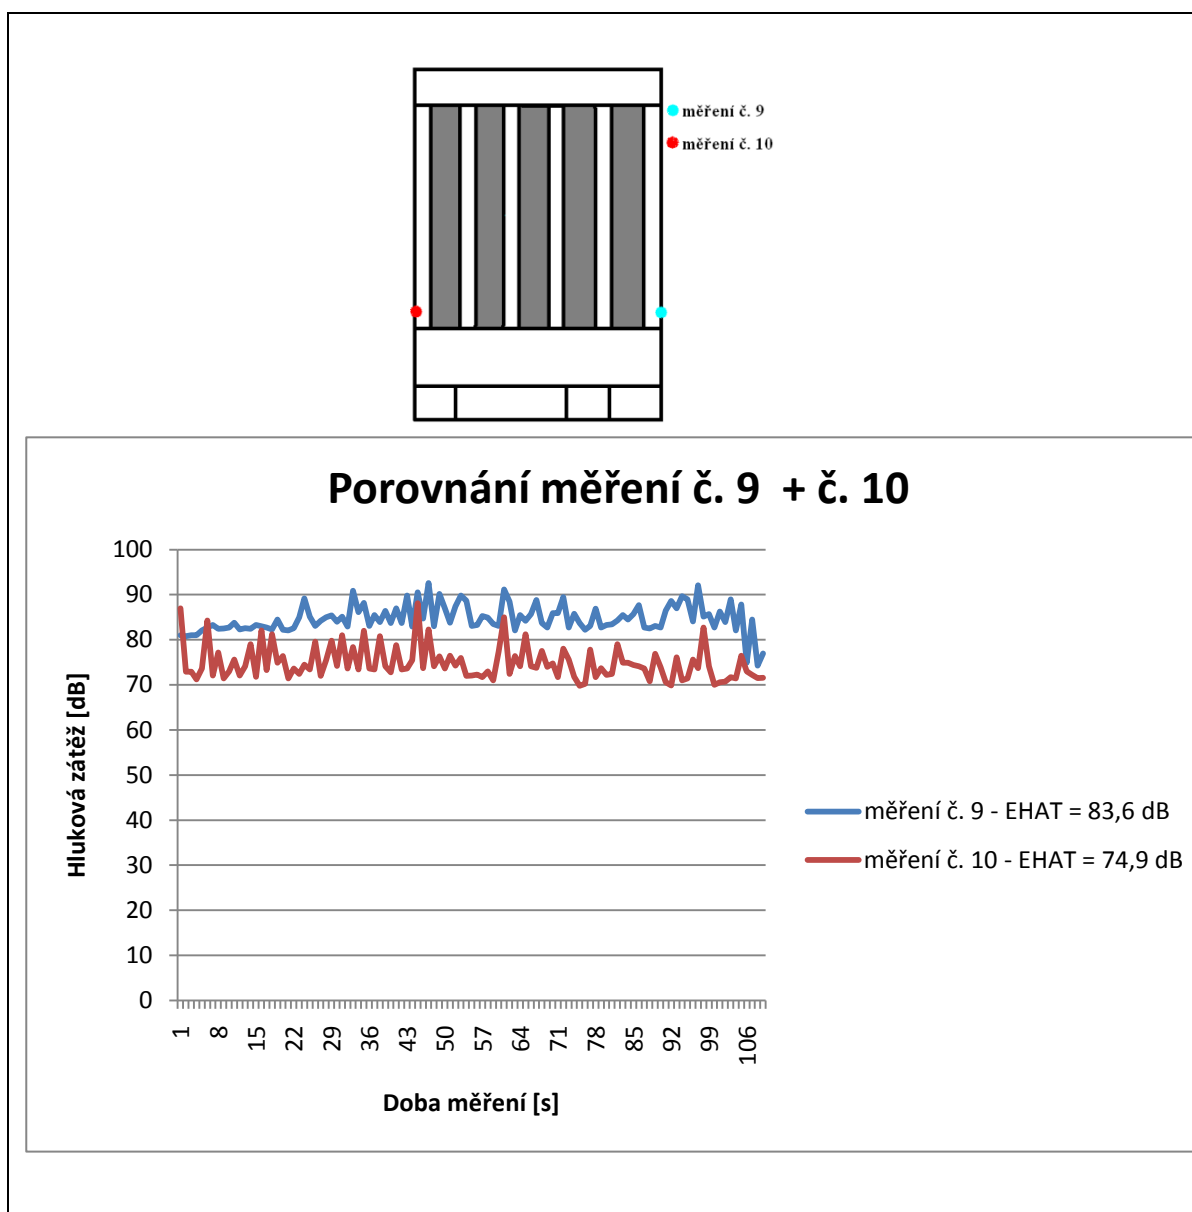 měření č. 9
měření č. 10
Porovnání měření č. 9 + č. 10
100
90
80
70
60
50
40
30
20
10
0
Hluková zátěž [dB]
1 8 15 22 29 36 43 50 57 64 71 78 85 92 99 106
Doba měření [s]
měření č. 9 - EHAT = 83,6 dB
měření č. 10 - EHAT = 74,9 dB